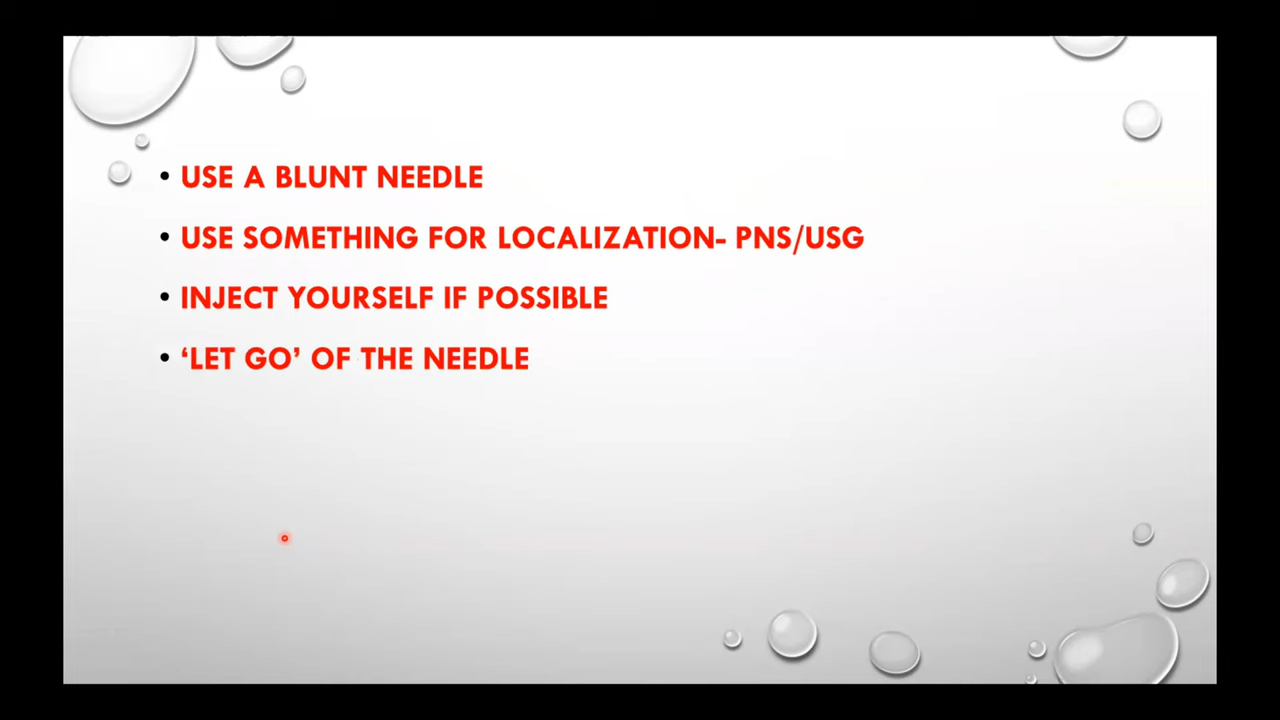 • USE A BLUNT NEEDLE
• USE SOMETHING FOR LOCALIZATION- PNS/USG
• INJECT YOURSELF IF POSSIBLE
• ‘LET GO’ OF THE NEEDLE